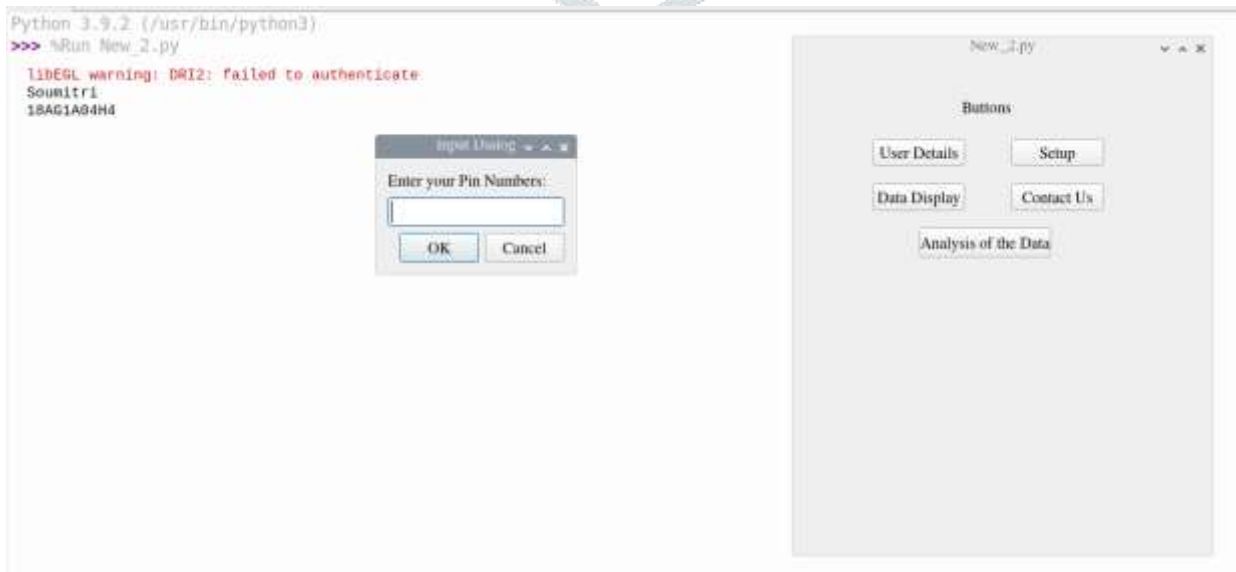 Python 3.9.2 (/usr/bin/python3)
>>> %Run New_2.py
libEGL warning: DRI2: failed to authenticate
Soumitri
18AG1A04H4
Input Dialog
Enter your Pin Numbers:
OK Cancel
New_2.py
Buttons
User Details Setup
Data Display Contact Us
Analysis of the Data